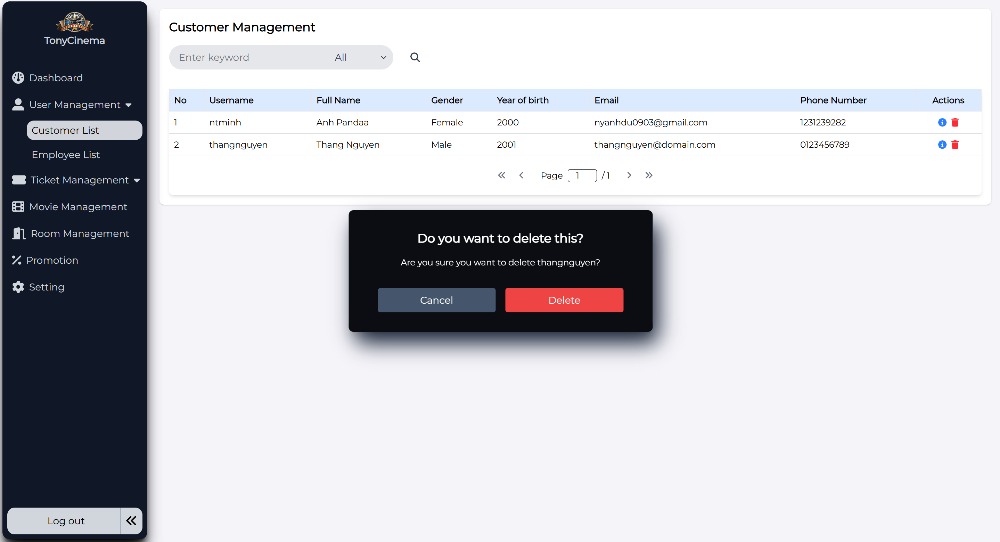 TonyCinema
Dashboard
User Management
Customer List
Employee List
Ticket Management
Movie Management
Room Management
Promotion
Setting
Log out
Customer Management
Enter keyword All
No Username Full Name Gender Year of birth Email Phone Number Actions
1 ntminh Anh Pandaa Female 2000 nyanhdu0903@gmail.com 1231239282
2 thangnguyen Thang Nguyen Male 2001 thangnguyen@domain.com 0123456789
Page 1 / 1
Do you want to delete this?
Are you sure you want to delete thangnguyen?
Cancel Delete